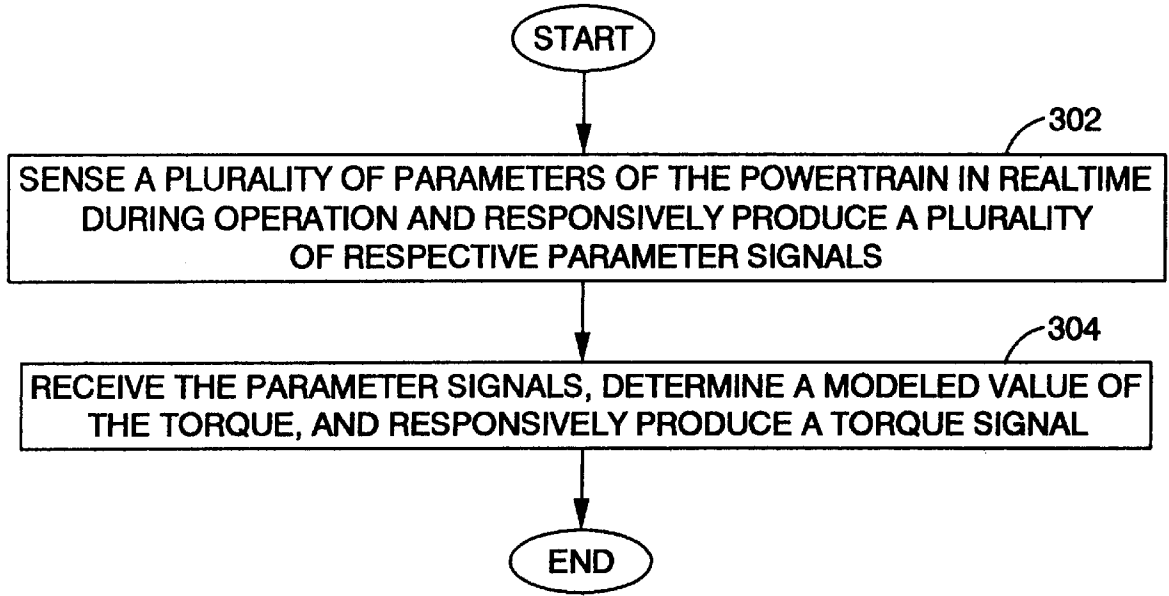 START
302
SENSE A PLURALITY OF PARAMETERS OF THE POWERTRAIN IN REALTIME
DURING OPERATION AND RESPONSIVELY PRODUCE A PLURALITY
OF RESPECTIVE PARAMETER SIGNALS
304
RECEIVE THE PARAMETER SIGNALS, DETERMINE A MODELED VALUE OF
THE TORQUE, AND RESPONSIVELY PRODUCE A TORQUE SIGNAL
END